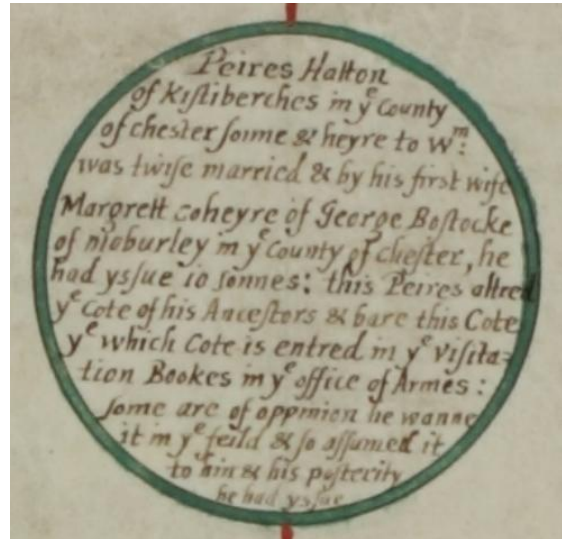 Peires Hatton
of Kistiberches in yᵉ County
of chester sonne & heyre to Wᵐ:
was twise married & by his first wife
Margrett coheyre of George Bostocke
of moburley in yᵉ County of chester, he
had yssue 10 sonnes: this Peires altred
yᵉ Cote of his Ancestors & bare this Cote
yᵉ which Cote is entred in yᵉ visita=
tion Bookes in yᵉ office of Armes:
some are of oppinion he wanne
it in yᵉ feild & so assumed it
to him & his posterity
he had yssue